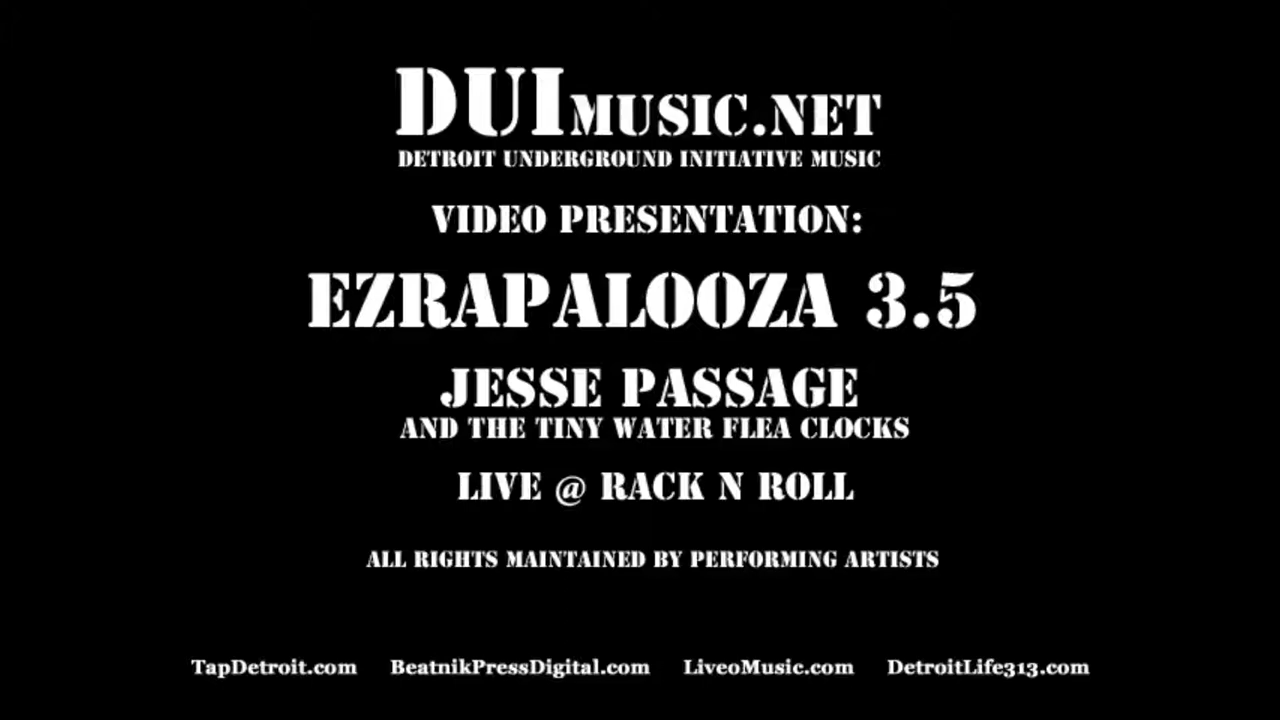 DUIMUSIC.NET
DETROIT UNDERGROUND INITIATIVE MUSIC
VIDEO PRESENTATION:
EZRAPALOOZA 3.5
JESSE PASSAGE
AND THE TINY WATER FLEA CLOCKS
LIVE @ RACK N ROLL
ALL RIGHTS MAINTAINED BY PERFORMING ARTISTS
TapDetroit.com BeatnikPressDigital.com LiveoMusic.com DetroitLife313.com